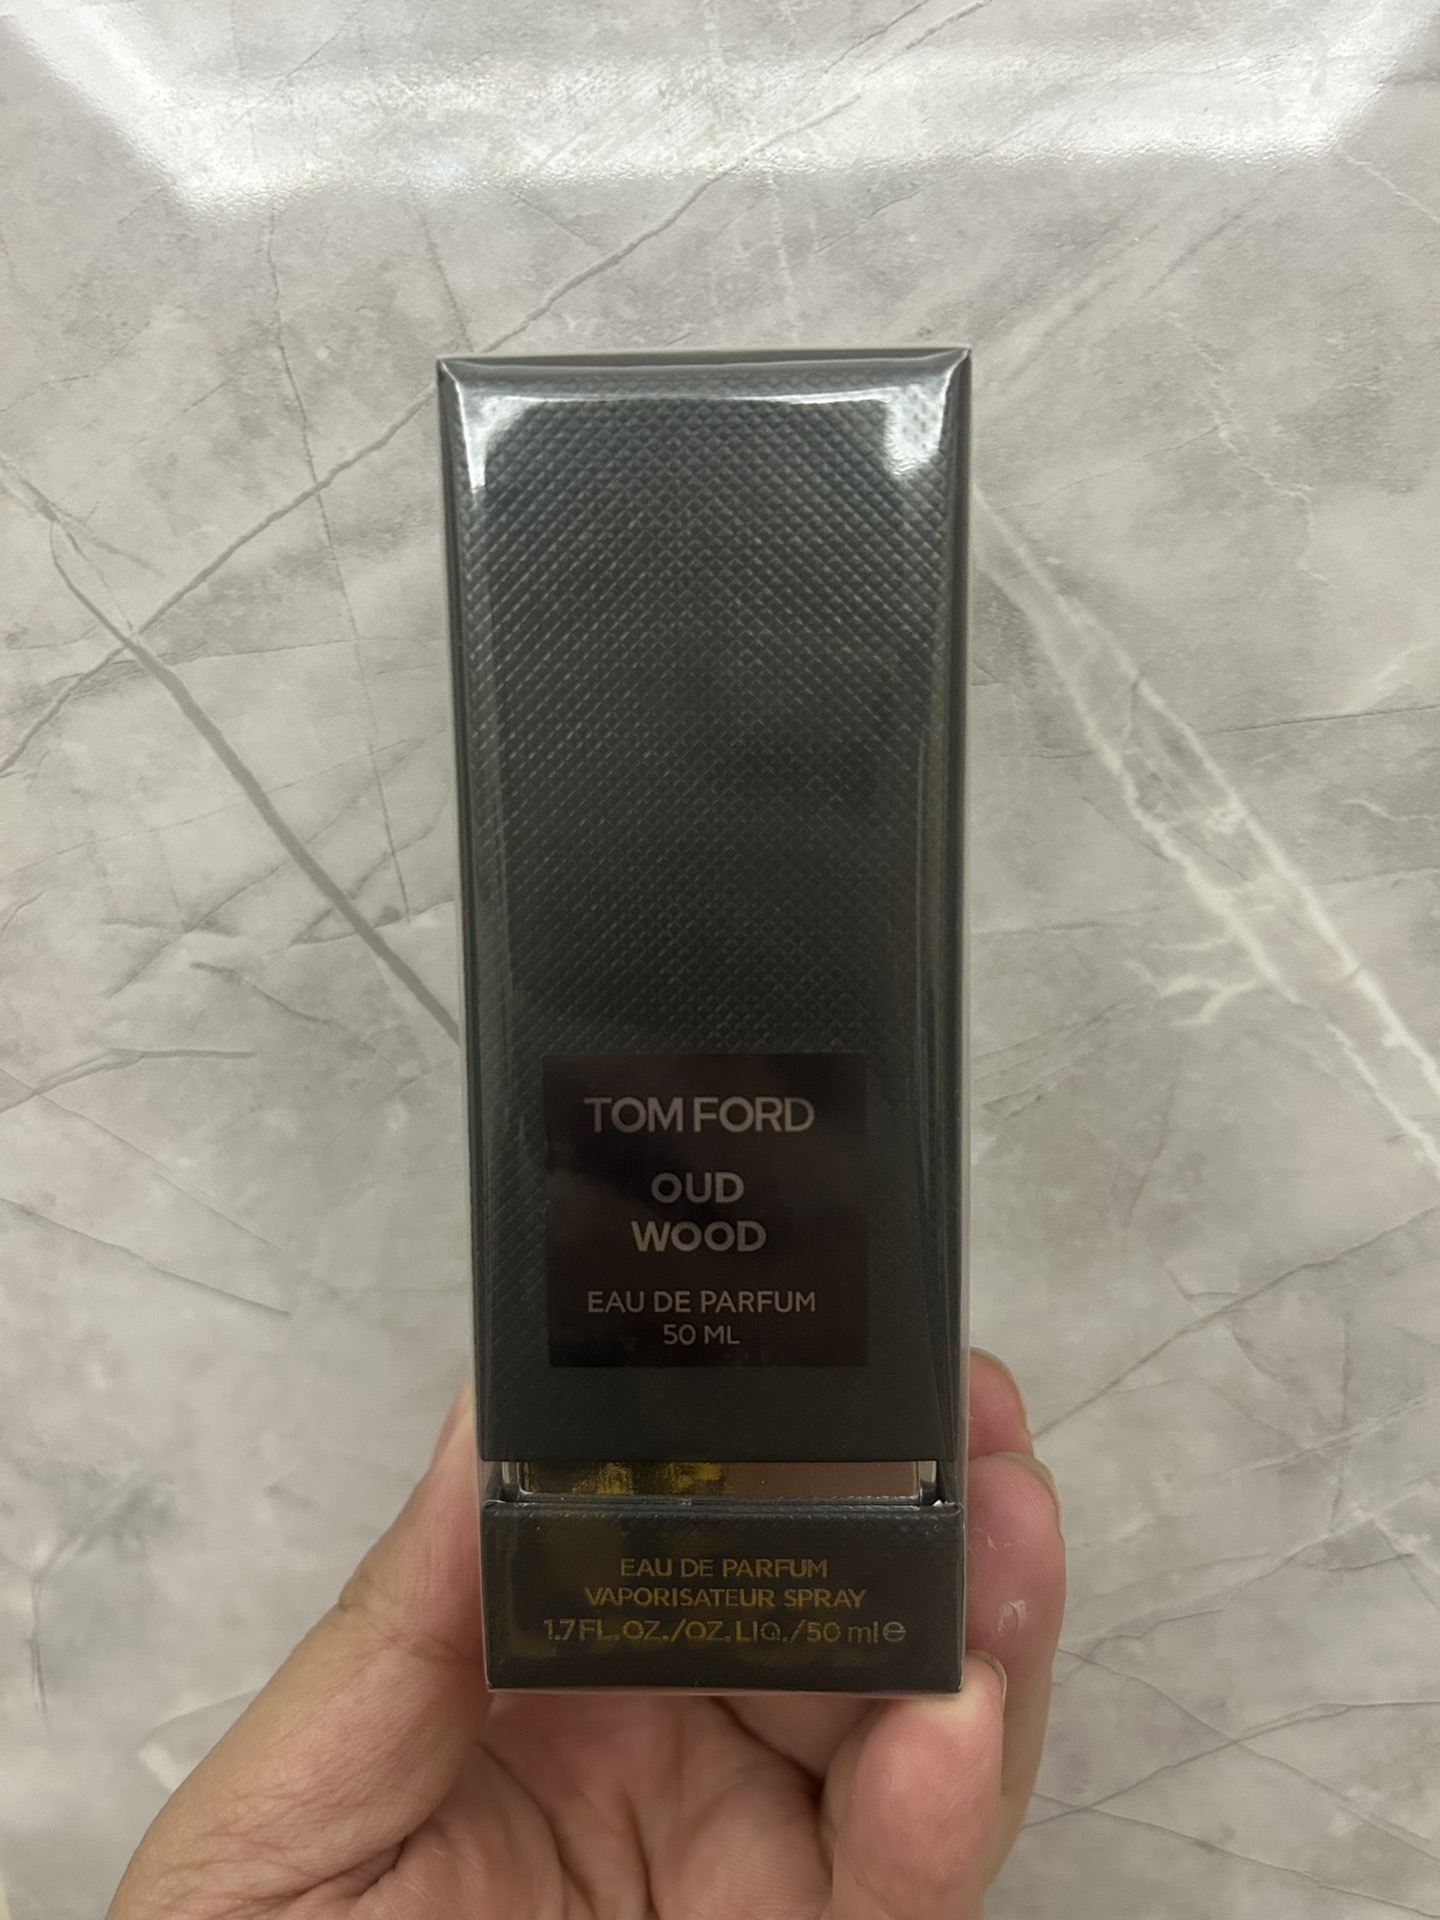 TOM FORD
OUD
WOOD
EAU DE PARFUM
50 ML
EAU DE PARFUM
VAPORISATEUR SPRAY
1.7 FL.OZ./OZ.LIQ./50 ml e